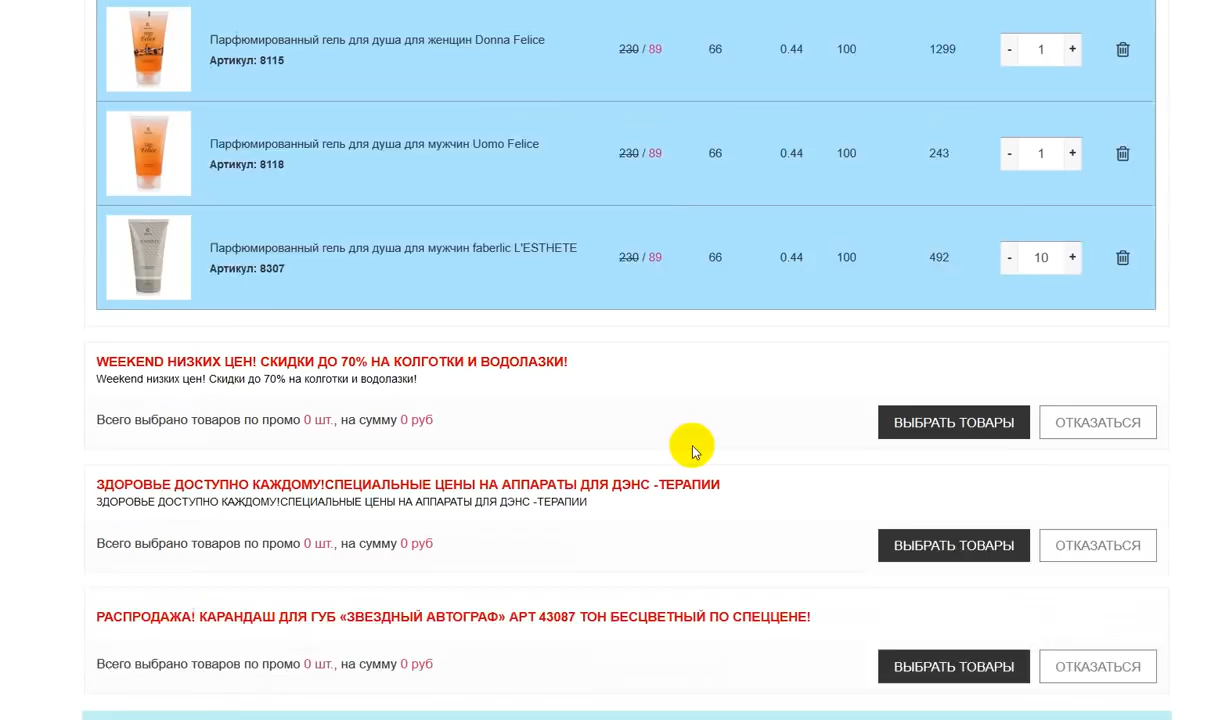 Парфюмированный гель для душа для женщин Donna Felice
Артикул: 8115
230 / 89 66 0.44 100 1299 - 1 +
Парфюмированный гель для душа для мужчин Uomo Felice
Артикул: 8118
230 / 89 66 0.44 100 243 - 1 +
Парфюмированный гель для душа для мужчин faberlic L'ESTHETE
Артикул: 8307
230 / 89 66 0.44 100 492 - 10 +
WEEKEND НИЗКИХ ЦЕН! СКИДКИ ДО 70% НА КОЛГОТКИ И ВОДОЛАЗКИ!
Weekend низких цен! Скидки до 70% на колготки и водолазки!
Всего выбрано товаров по промо 0 шт., на сумму 0 руб
ВЫБРАТЬ ТОВАРЫ ОТКАЗАТЬСЯ
ЗДОРОВЬЕ ДОСТУПНО КАЖДОМУ!СПЕЦИАЛЬНЫЕ ЦЕНЫ НА АППАРАТЫ ДЛЯ ДЭНС -ТЕРАПИИ
ЗДОРОВЬЕ ДОСТУПНО КАЖДОМУ!СПЕЦИАЛЬНЫЕ ЦЕНЫ НА АППАРАТЫ ДЛЯ ДЭНС -ТЕРАПИИ
Всего выбрано товаров по промо 0 шт., на сумму 0 руб
ВЫБРАТЬ ТОВАРЫ ОТКАЗАТЬСЯ
РАСПРОДАЖА! КАРАНДАШ ДЛЯ ГУБ «ЗВЕЗДНЫЙ АВТОГРАФ» АРТ 43087 ТОН БЕСЦВЕТНЫЙ ПО СПЕЦЦЕНЕ!
Всего выбрано товаров по промо 0 шт., на сумму 0 руб
ВЫБРАТЬ ТОВАРЫ ОТКАЗАТЬСЯ